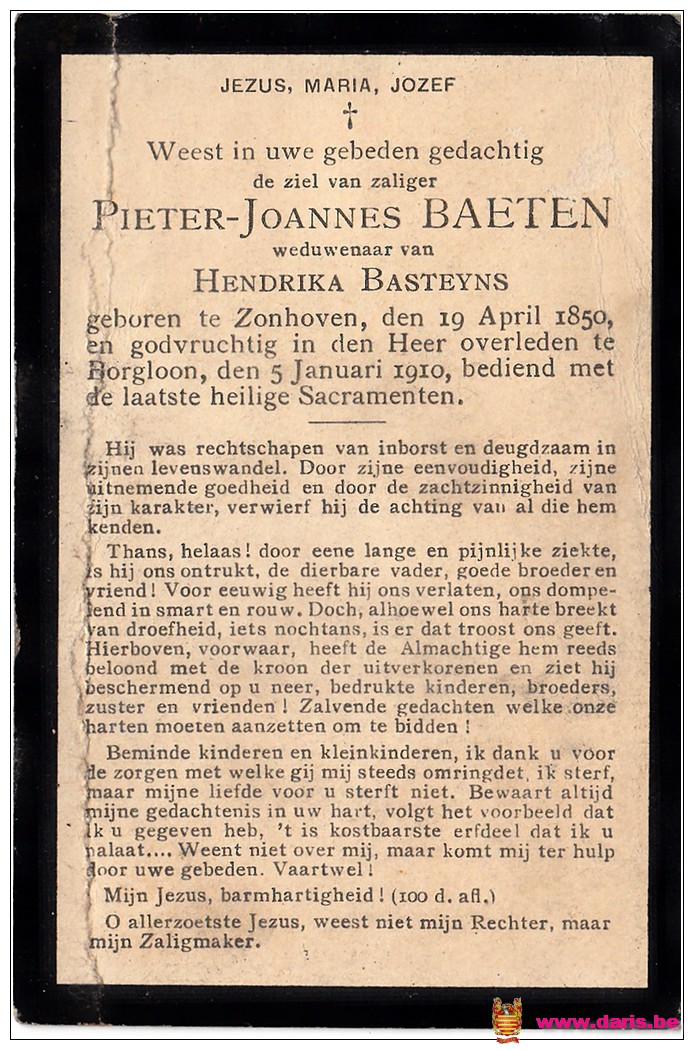 JEZUS, MARIA, JOZEF
†
Weest in uwe gebeden gedachtig
de ziel van zaliger
PIETER-JOANNES BAETEN
weduwenaar van
HENDRIKA BASTEYNS
geboren te Zonhoven, den 19 April 1850,
en godvruchtig in den Heer overleden te
Borgloon, den 5 Januari 1910, bediend met
de laatste heilige Sacramenten.
Hij was rechtschapen van inborst en deugdzaam in
zijnen levenswandel. Door zijne eenvoudigheid, zijne
uitnemende goedheid en door de zachtzinnigheid van
zijn karakter, verwierf hij de achting van al die hem
kenden.
Thans, helaas! door eene lange en pijnlijke ziekte,
is hij ons ontrukt, de dierbare vader, goede broeder en
vriend! Voor eeuwig heeft hij ons verlaten, ons dompe-
lend in smart en rouw. Doch, alhoewel ons harte breekt
van droefheid, iets nochtans, is er dat troost ons geeft.
Hierboven, voorwaar, heeft de Almachtige hem reeds
beloond met de kroon der uitverkorenen en ziet hij
beschermend op u neer, bedrukte kinderen, broeders,
zuster en vrienden! Zalvende gedachten welke onze
harten moeten aanzetten om te bidden!
Beminde kinderen en kleinkinderen, ik dank u voor
de zorgen met welke gij mij steeds omringdet, ik sterf,
maar mijne liefde voor u sterft niet. Bewaart altijd
mijne gedachtenis in uw hart, volgt het voorbeeld dat
ik u gegeven heb, 't is kostbaarste erfdeel dat ik u
nalaat.... Weent niet over mij, maar komt mij ter hulp
door uwe gebeden. Vaartwel!
Mijn Jezus, barmhartigheid! (100 d. afl.)
O allerzoetste Jezus, weest niet mijn Rechter, maar
mijn Zaligmaker.
www.daris.be